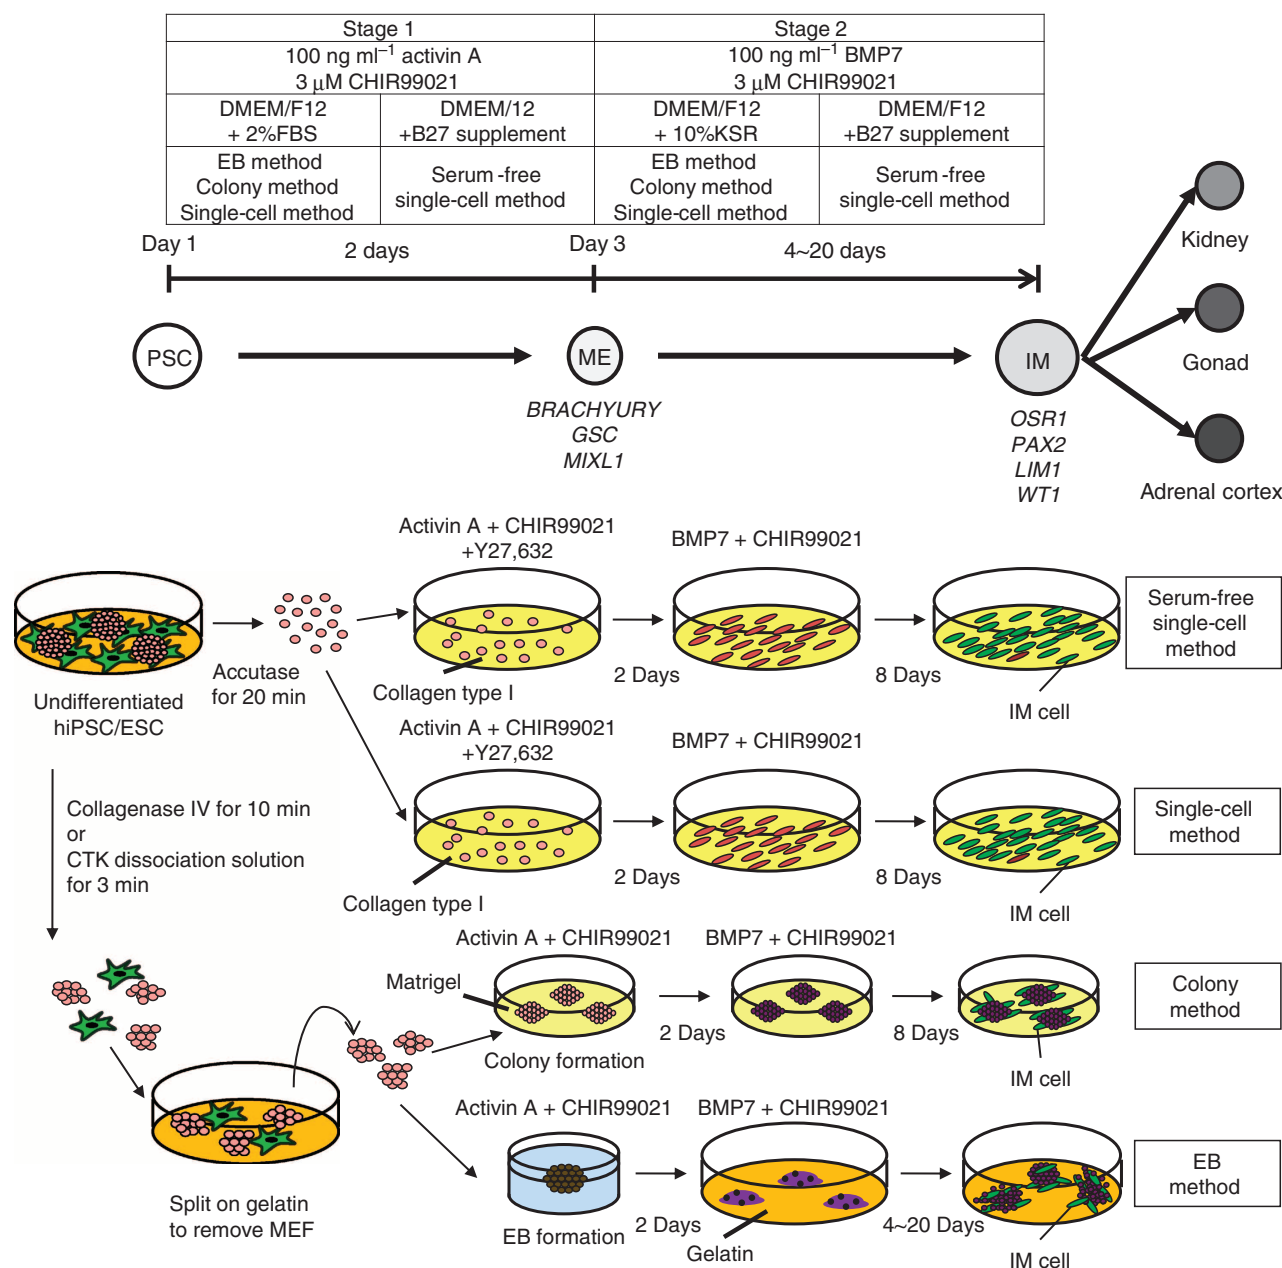 Stage 1
Stage 2
100 ng ml⁻¹ activin A
3 μM CHIR99021
100 ng ml⁻¹ BMP7
3 μM CHIR99021
DMEM/F12
+ 2%FBS
DMEM/12
+B27 supplement
DMEM/F12
+ 10%KSR
DMEM/F12
+B27 supplement
EB method
Colony method
Single-cell method
Serum-free
single-cell method
EB method
Colony method
Single-cell method
Serum-free
single-cell method
Day 1
2 days
Day 3
4~20 days
Kidney
PSC
ME
IM
Gonad
BRACHYURY
GSC
MIXL1
OSR1
PAX2
LIM1
WT1
Adrenal cortex
Activin A + CHIR99021
+Y27,632
BMP7 + CHIR99021
Serum-free
single-cell
method
Accutase
for 20 min
Collagen type I
2 Days
8 Days
IM cell
Undifferentiated
hiPSC/ESC
Activin A + CHIR99021
+Y27,632
BMP7 + CHIR99021
Single-cell
method
Collagenase IV for 10 min
or
CTK dissociation solution
for 3 min
2 Days
8 Days
Collagen type I
IM cell
Activin A + CHIR99021
BMP7 + CHIR99021
Matrigel
Colony
method
2 Days
8 Days
Colony formation
IM cell
Activin A + CHIR99021
BMP7 + CHIR99021
EB
method
Split on gelatin
to remove MEF
EB formation
2 Days
4~20 Days
Gelatin
IM cell